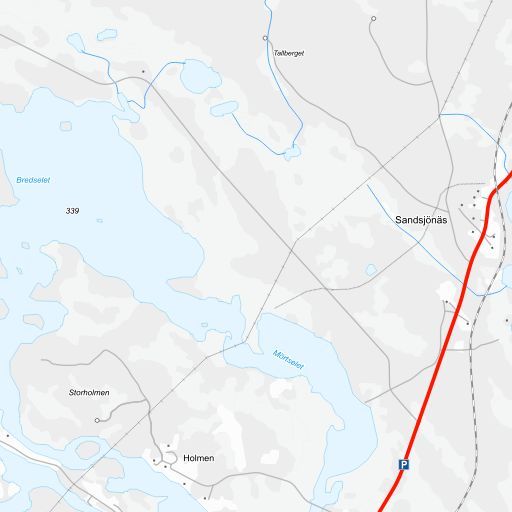 Tallberget
Bredselet
339
Sandsjönäs
Mörtselet
Storholmen
Holmen
P